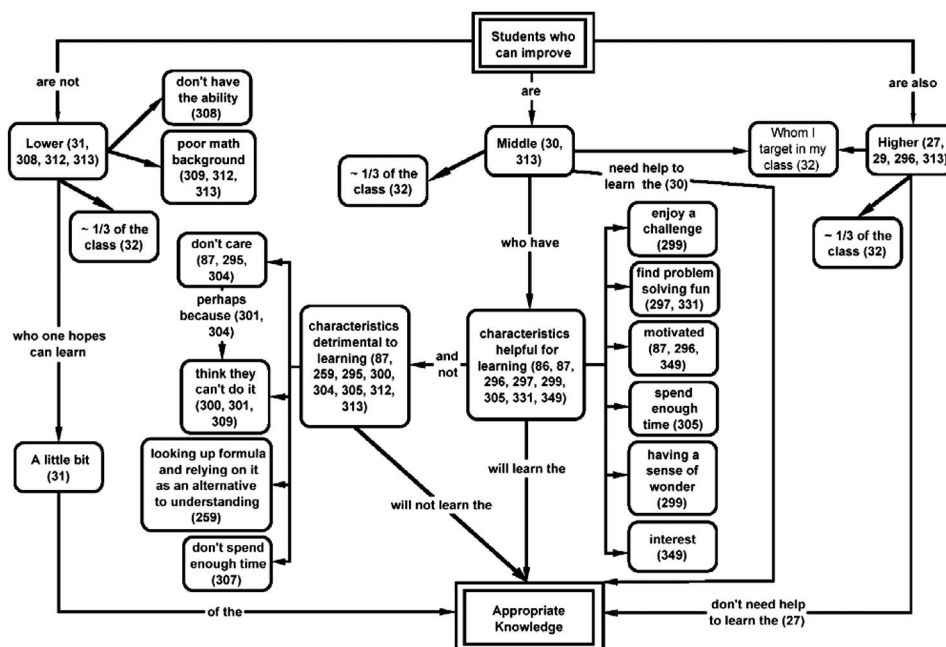 Students who
can improve
are not
are
are also
don't have
the ability
(308)
Lower (31,
308, 312, 313)
poor math
background
(309, 312,
313)
~ 1/3 of the
class (32)
Middle (30,
313)
~ 1/3 of the
class (32)
need help to
learn the (30)
Whom I
target in my
class (32)
Higher (27,
29, 296, 313)
~ 1/3 of the
class (32)
who have
enjoy a
challenge
(299)
find problem
solving fun
(297, 331)
motivated
(87, 296,
349)
spend
enough
time (305)
having a
sense of
wonder
(299)
interest
(349)
don't care
(87, 295,
304)
perhaps
because (301,
304)
think they
can't do it
(300, 301,
309)
looking up formula
and relying on it
as an alternative
to understanding
(259)
don't spend
enough time
(307)
characteristics
detrimental to
learning (87,
259, 295, 300,
304, 305, 312,
313)
and
not
characteristics
helpful for
learning (86, 87,
296, 297, 299,
305, 331, 349)
who one hopes
can learn
A little bit
(31)
will not learn the
will learn the
of the
Appropriate
Knowledge
don't need help
to learn the (27)